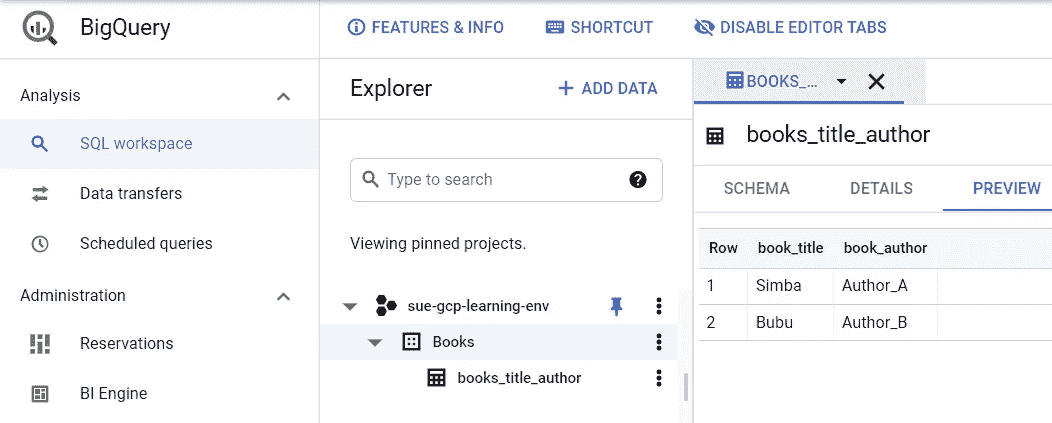 BigQuery
FEATURES & INFO
SHORTCUT
DISABLE EDITOR TABS
Analysis
SQL workspace
Data transfers
Scheduled queries
Administration
Reservations
BI Engine
Explorer
+ ADD DATA
Type to search
?
Viewing pinned projects.
sue-gcp-learning-env
Books
books_title_author
BOOKS_...
books_title_author
SCHEMA DETAILS PREVIEW
Row book_title book_author
1 Simba Author_A
2 Bubu Author_B